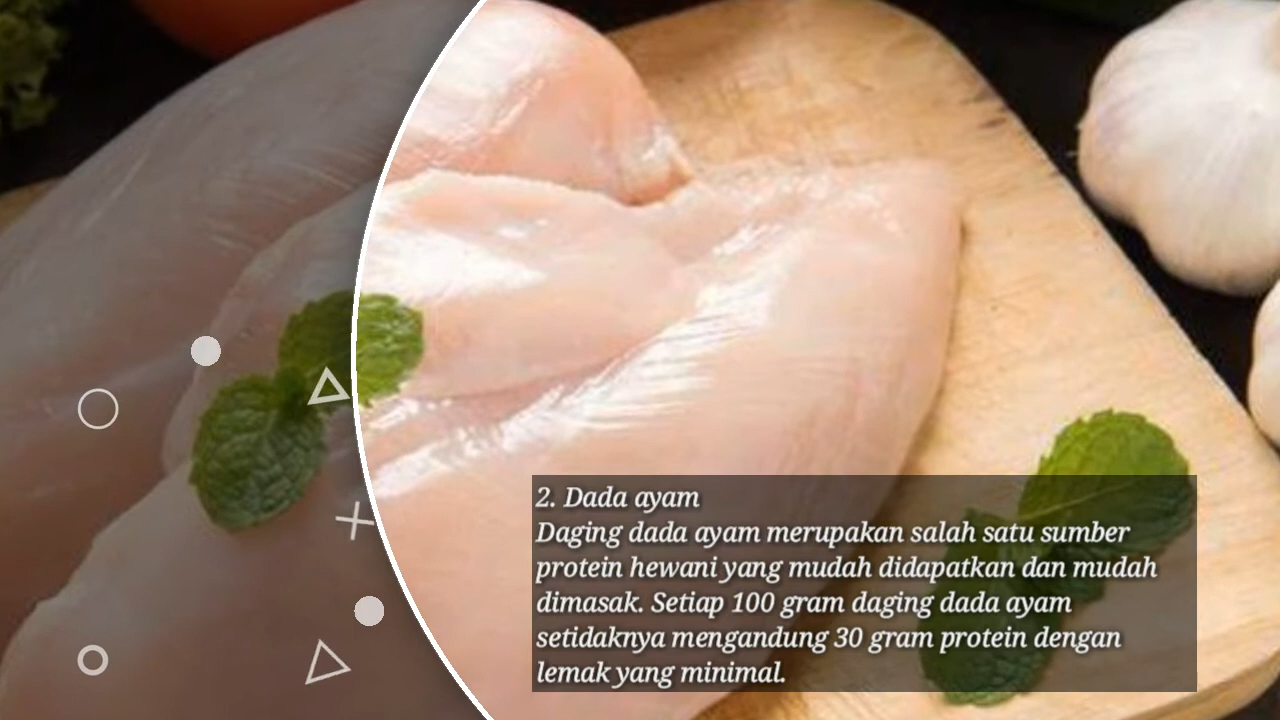 2. Dada ayam
Daging dada ayam merupakan salah satu sumber
protein hewani yang mudah didapatkan dan mudah
dimasak. Setiap 100 gram daging dada ayam
setidaknya mengandung 30 gram protein dengan
lemak yang minimal.